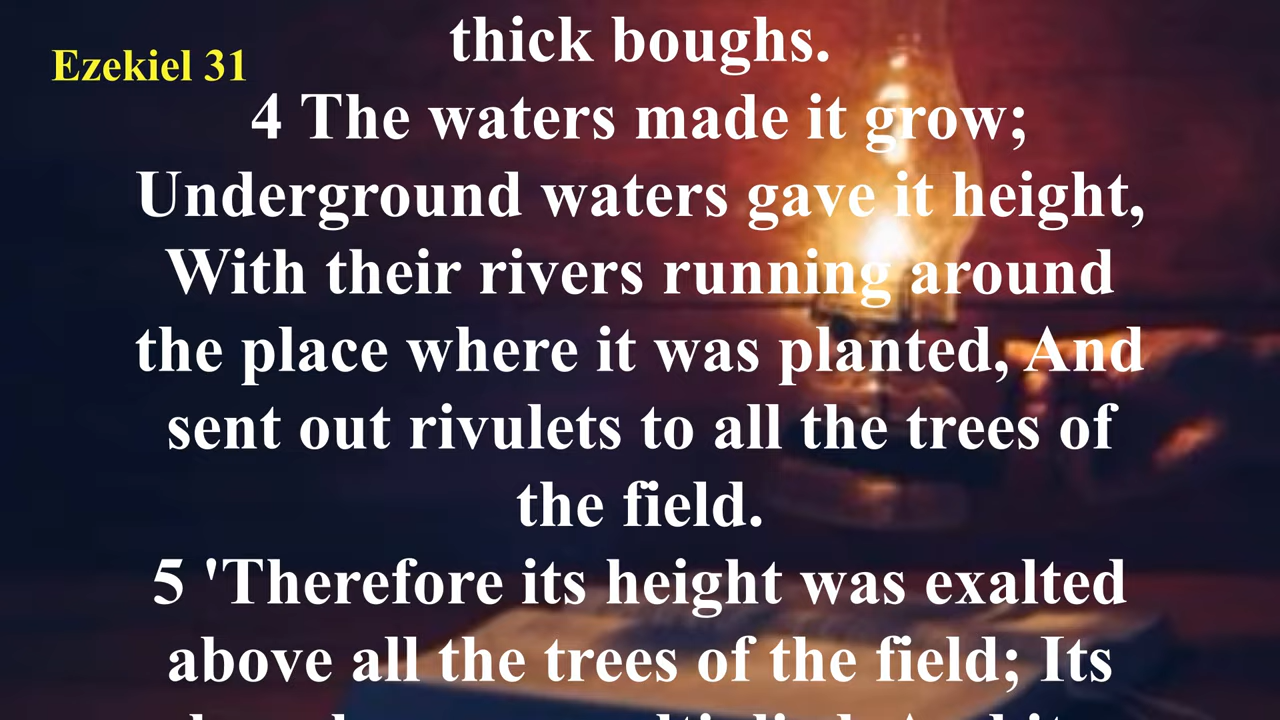 thick boughs.
Ezekiel 31
4 The waters made it grow;
Underground waters gave it height,
With their rivers running around
the place where it was planted, And
sent out rivulets to all the trees of
the field.
5 'Therefore its height was exalted
above all the trees of the field; Its